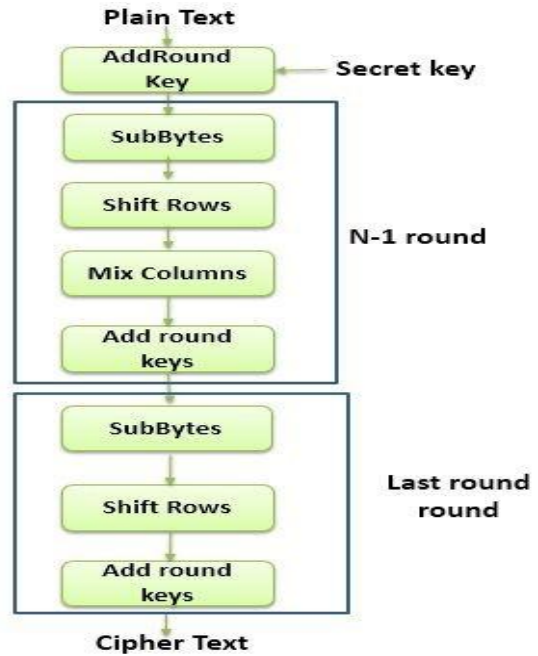 Plain Text
AddRound
Key
Secret key
SubBytes
Shift Rows
N-1 round
Mix Columns
Add round
keys
SubBytes
Last round
round
Shift Rows
Add round
keys
Cipher Text